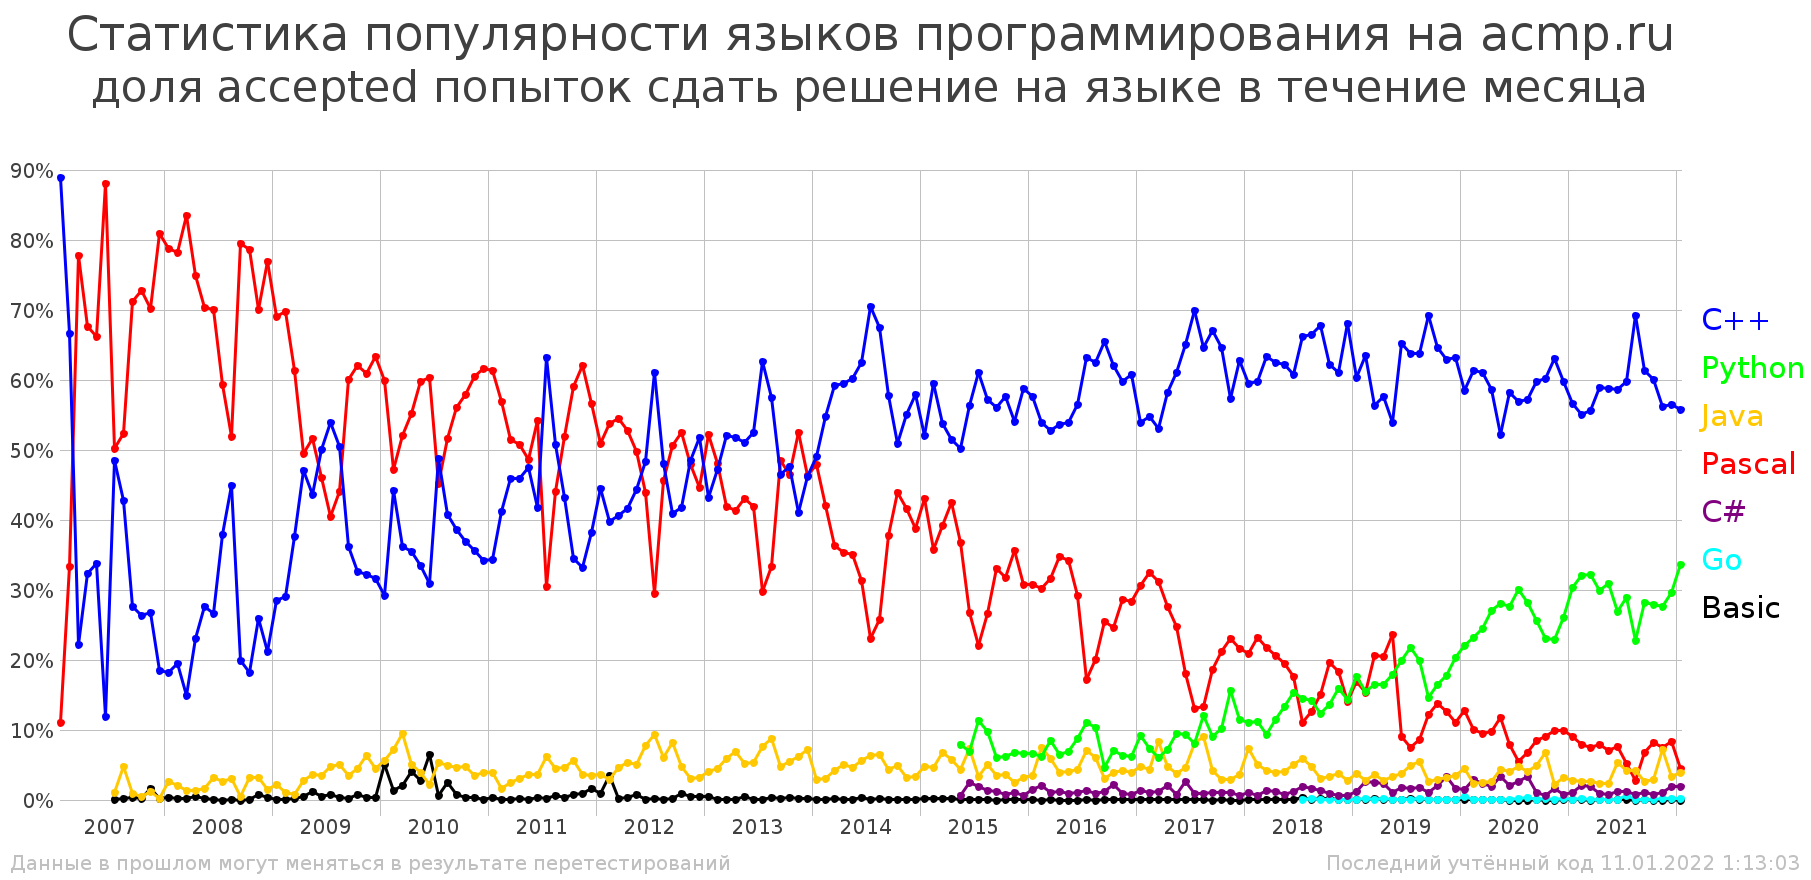 Статистика популярности языков программирования на acmp.ru
доля accepted попыток сдать решение на языке в течение месяца
90%
80%
70%
60%
50%
40%
30%
20%
10%
0%
C++
Python
Java
Pascal
C#
Go
Basic
2007 2008 2009 2010 2011 2012 2013 2014 2015 2016 2017 2018 2019 2020 2021
Данные в прошлом могут меняться в результате перетестирований
Последний учтённый код 11.01.2022 1:13:03